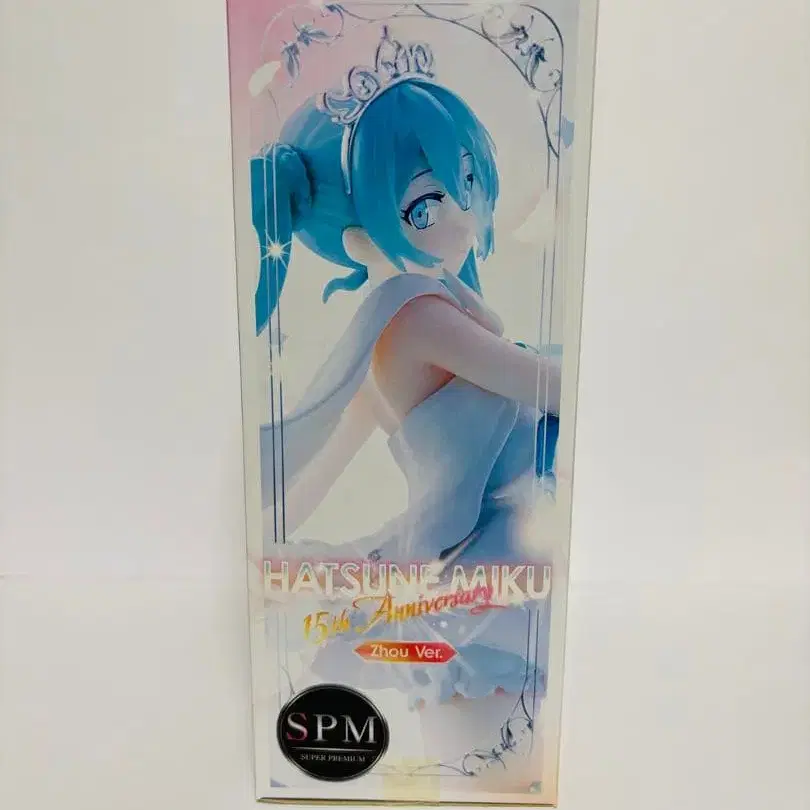 HATSUNE MIKU
15th Anniversary
Zhou Ver.
SPM
SUPER PREMIUM